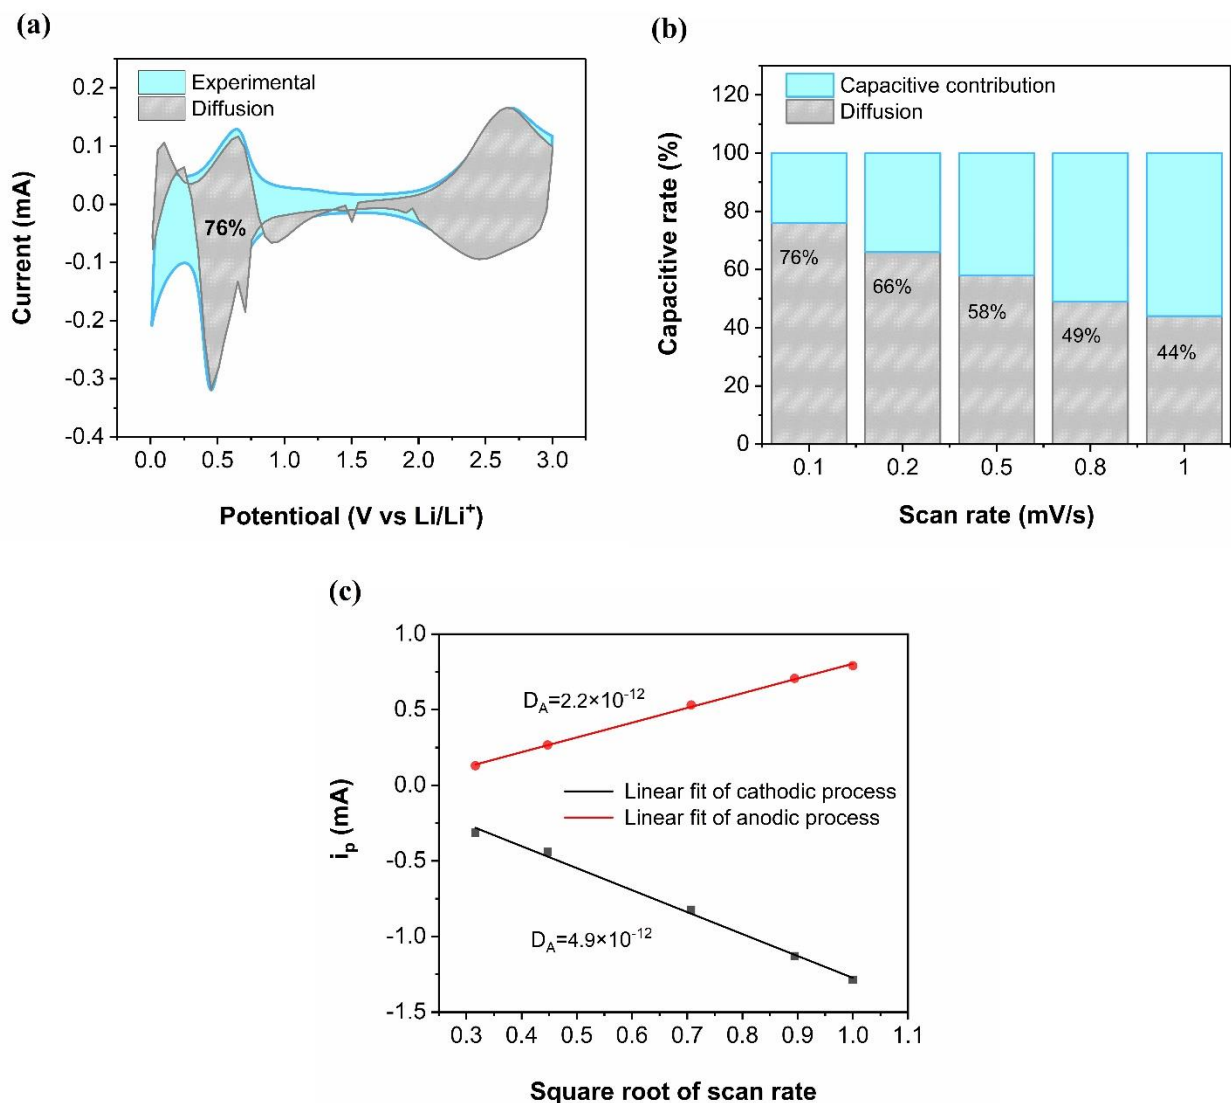 (a)
Experimental
Diffusion
76%
0.2
0.1
0.0
-0.1
-0.2
-0.3
-0.4
Current (mA)
0.0 0.5 1.0 1.5 2.0 2.5 3.0
Potentioal (V vs Li/Li⁺)
(b)
Capacitive contribution
Diffusion
120
100
80
60
40
20
0
Capacitive rate (%)
76%
66%
58%
49%
44%
0.1 0.2 0.5 0.8 1
Scan rate (mV/s)
(c)
1.0
0.5
0.0
-0.5
-1.0
-1.5
i_p (mA)
D_A=2.2×10⁻¹²
Linear fit of cathodic process
Linear fit of anodic process
D_A=4.9×10⁻¹²
0.3 0.4 0.5 0.6 0.7 0.8 0.9 1.0 1.1
Square root of scan rate